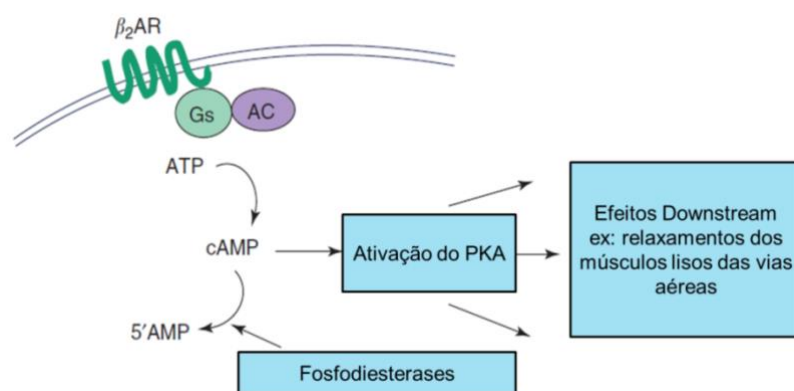 β₂AR
Gs
AC
ATP
cAMP
Ativação do PKA
Efeitos Downstream
ex: relaxamentos dos
músculos lisos das vias
aéreas
5′AMP
Fosfodiesterases